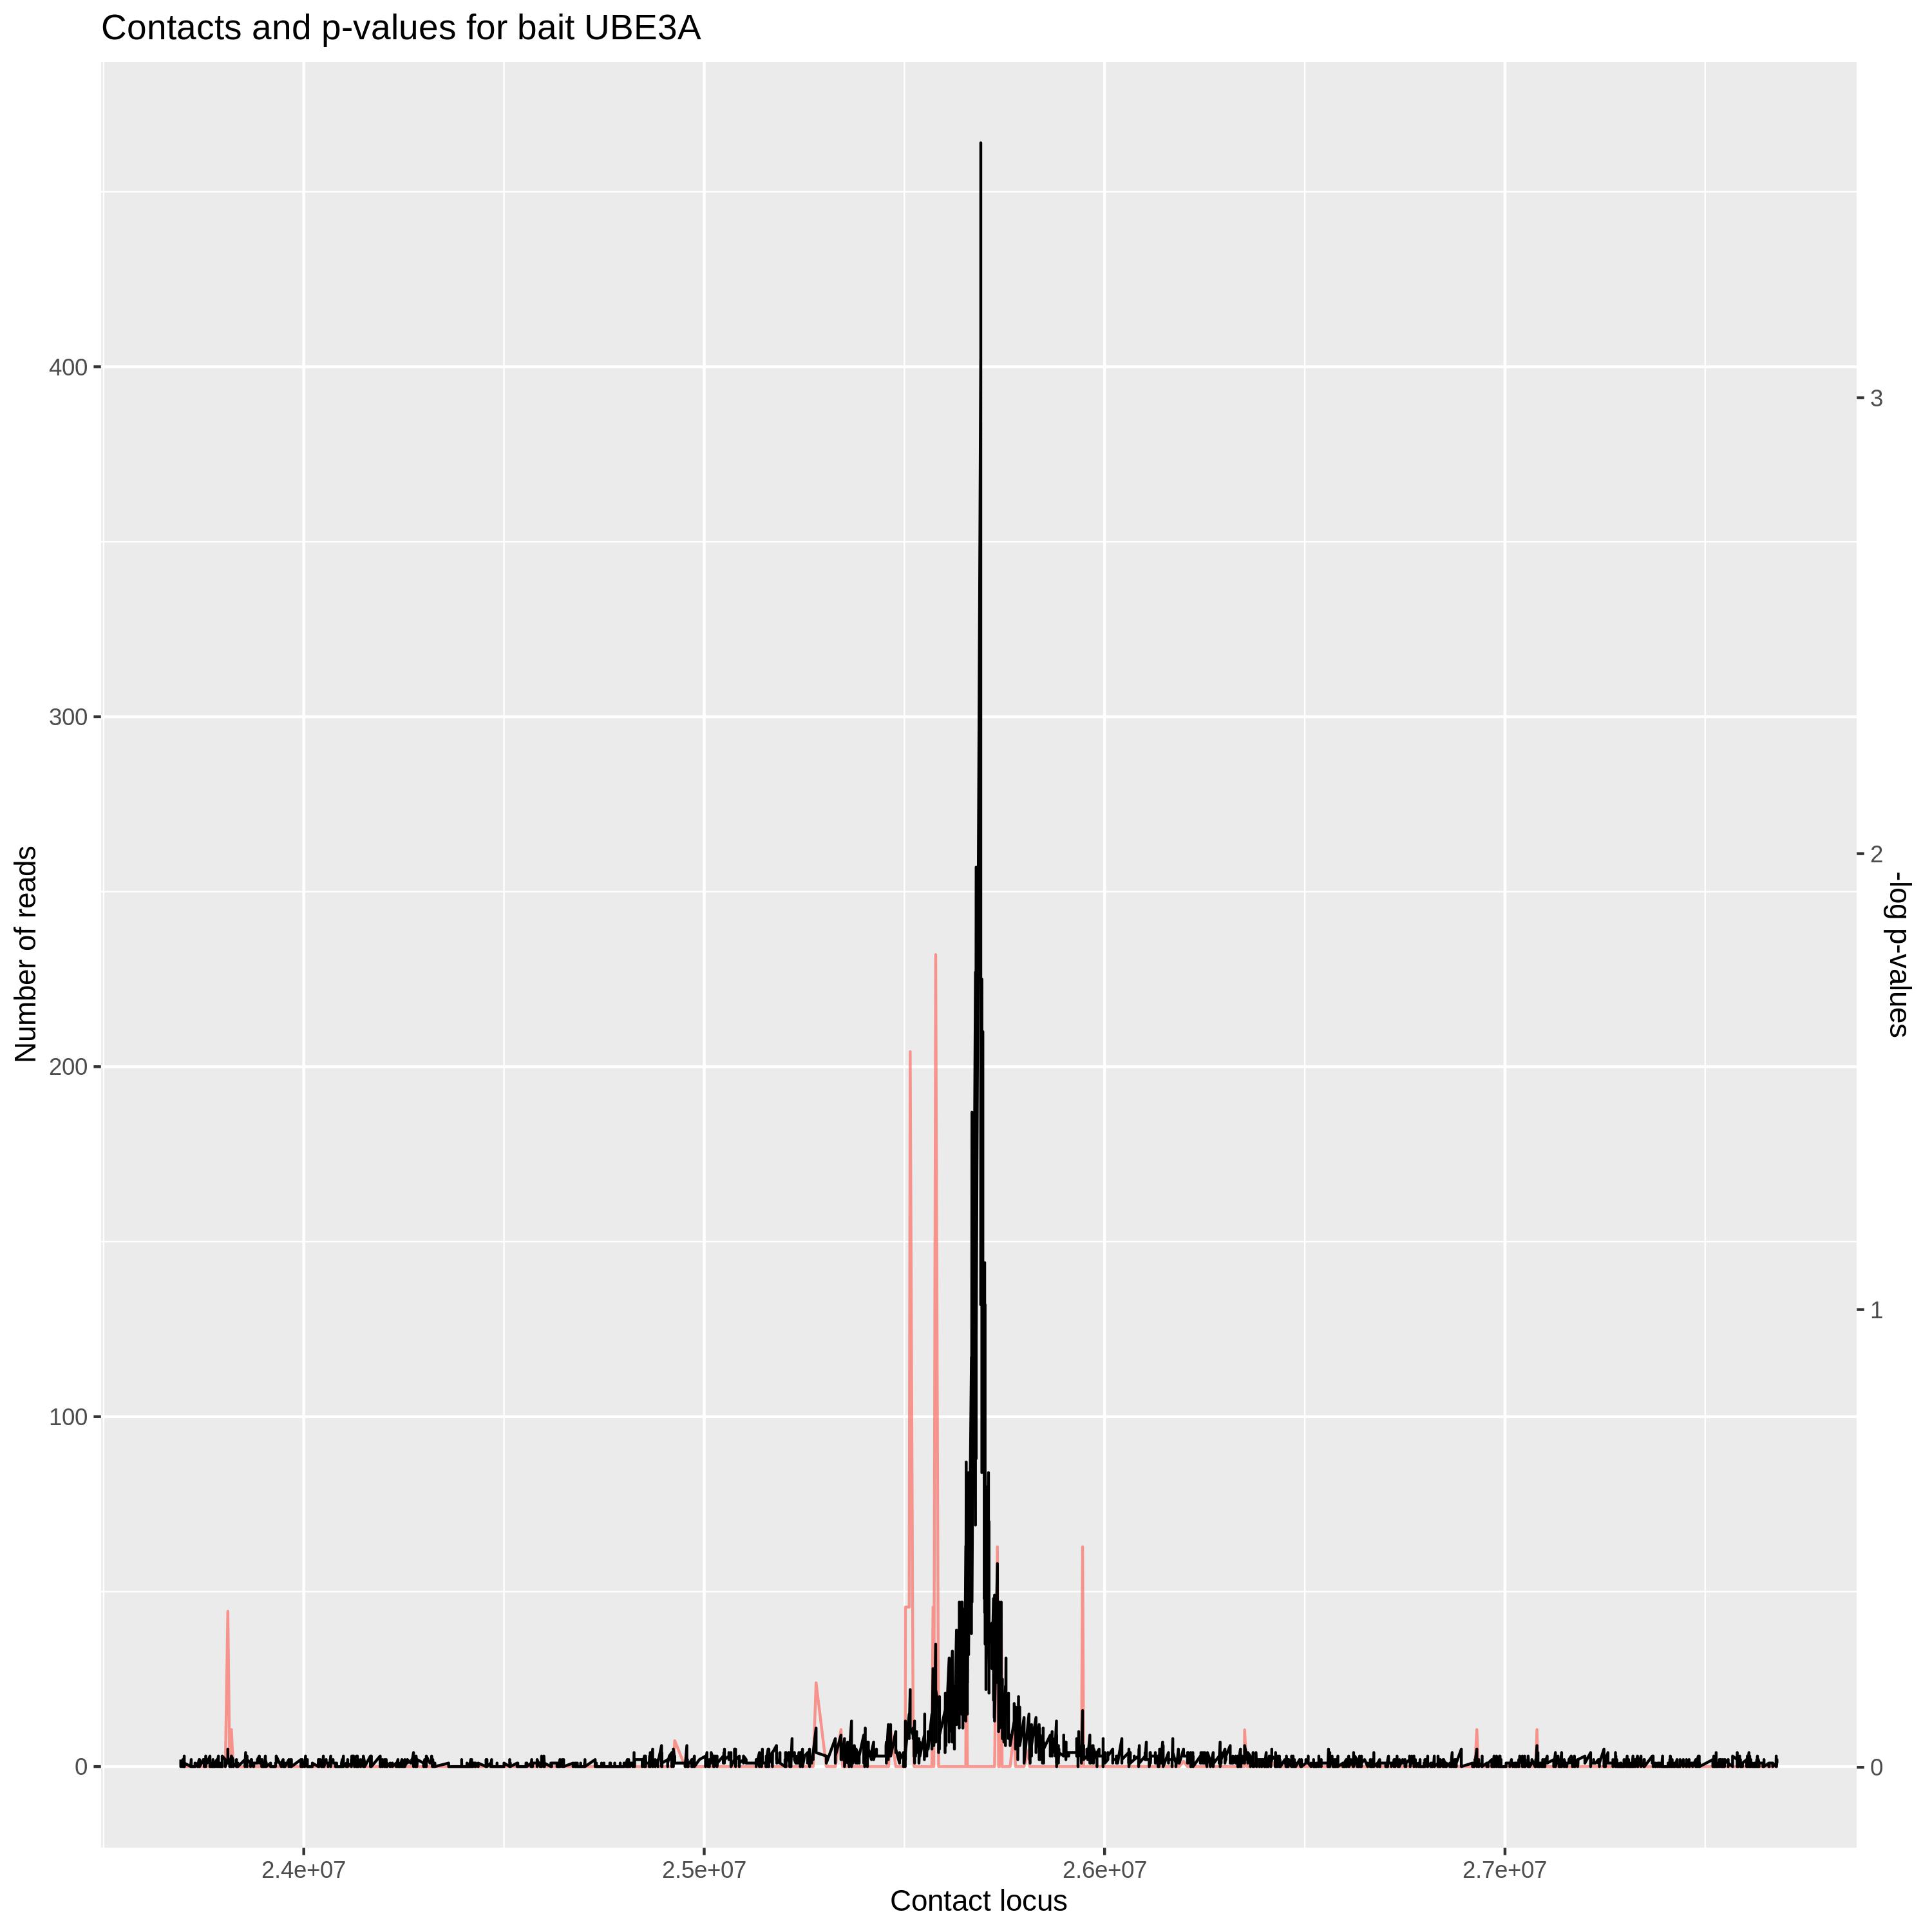 Contacts and p-values for bait UBE3A
Number of reads
400
300
200
100
0
3
2
1
0
-log p-values
2.4e+07 2.5e+07 2.6e+07 2.7e+07
Contact locus